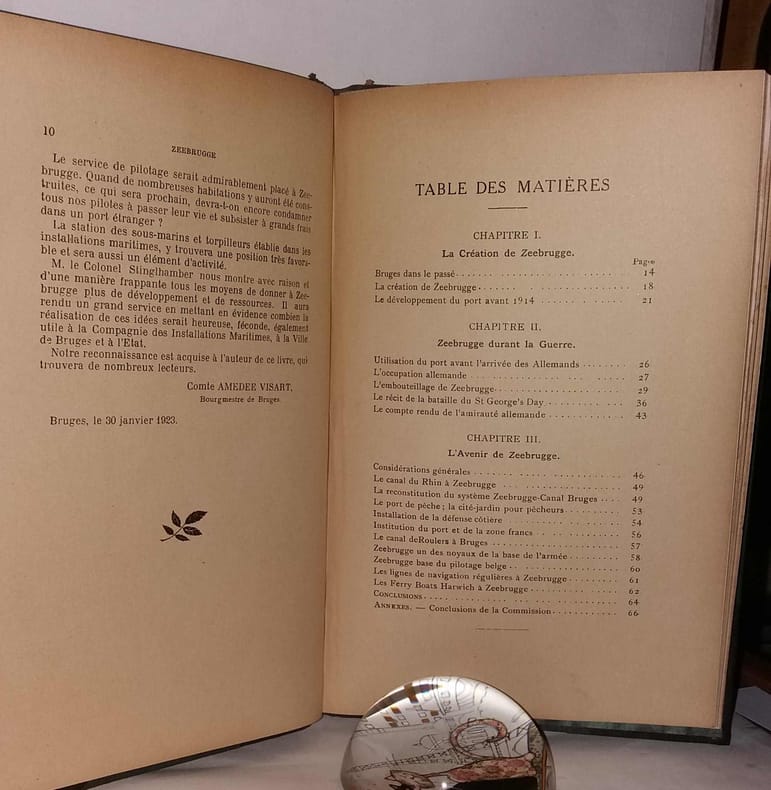 10
ZEEBRUGGE
Le service de pilotage serait admirablement placé à Zee-
brugge. Quand de nombreuses habitations y auront été cons-
truites, ce qui sera prochain, devra-t-on encore condamner
tous nos pilotes à passer leur vie et subsister à grands frais
dans un port étranger ?
La station des sous-marins et torpilleurs établie dans les
installations maritimes, y trouvera une position très favora-
ble et sera aussi un élément d'activité.
M. le Colonel Stinglhamber nous montre avec raison et
d'une manière frappante tous les moyens de donner à Zee-
brugge plus de développement et de ressources. Il aura
rendu un grand service en mettant en évidence combien la
réalisation de ces idées serait heureuse, féconde, également
utile à la Compagnie des Installations Maritimes, à la Ville
de Bruges et à l'Etat.
Notre reconnaissance est acquise à l'auteur de ce livre, qui
trouvera de nombreux lecteurs.
Comte AMEDEE VISART,
Bourgmestre de Bruges.
Bruges, le 30 janvier 1923.
TABLE DES MATIÈRES
CHAPITRE I.
La Création de Zeebrugge.
Pages
Bruges dans le passé 14
La création de Zeebrugge 18
Le développement du port avant 1914 21
CHAPITRE II.
Zeebrugge durant la Guerre.
Utilisation du port avant l'arrivée des Allemands 26
L'occupation allemande 27
L'embouteillage de Zeebrugge 29
Le récit de la bataille du St George's Day 36
Le compte rendu de l'amirauté allemande 43
CHAPITRE III.
L'Avenir de Zeebrugge.
Considérations générales 46
Le canal du Rhin à Zeebrugge 49
La reconstitution du système Zeebrugge-Canal Bruges 49
Le port de pêche ; la cité-jardin pour pêcheurs 53
Installation de la défense côtière 54
Institution du port et de la zone francs 56
Le canal deRoulers à Bruges 57
Zeebrugge un des noyaux de la base de l'armée 58
Zeebrugge base du pilotage belge 60
Les lignes de navigation régulières à Zeebrugge 61
Les Ferry Boats Harwich à Zeebrugge 62
CONCLUSIONS 64
ANNEXES. — Conclusions de la Commission 66